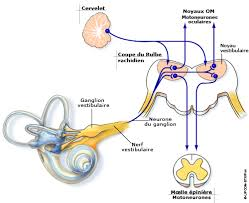 Cervelet
Noyaux OM
Motoneurones
oculaires
Coupe du Bulbe
rachidien
Noyau
vestibulaire
Ganglion
vestibulaire
Neurone
du ganglion
Nerf
vestibulaire
Moelle épinière
Motoneurones